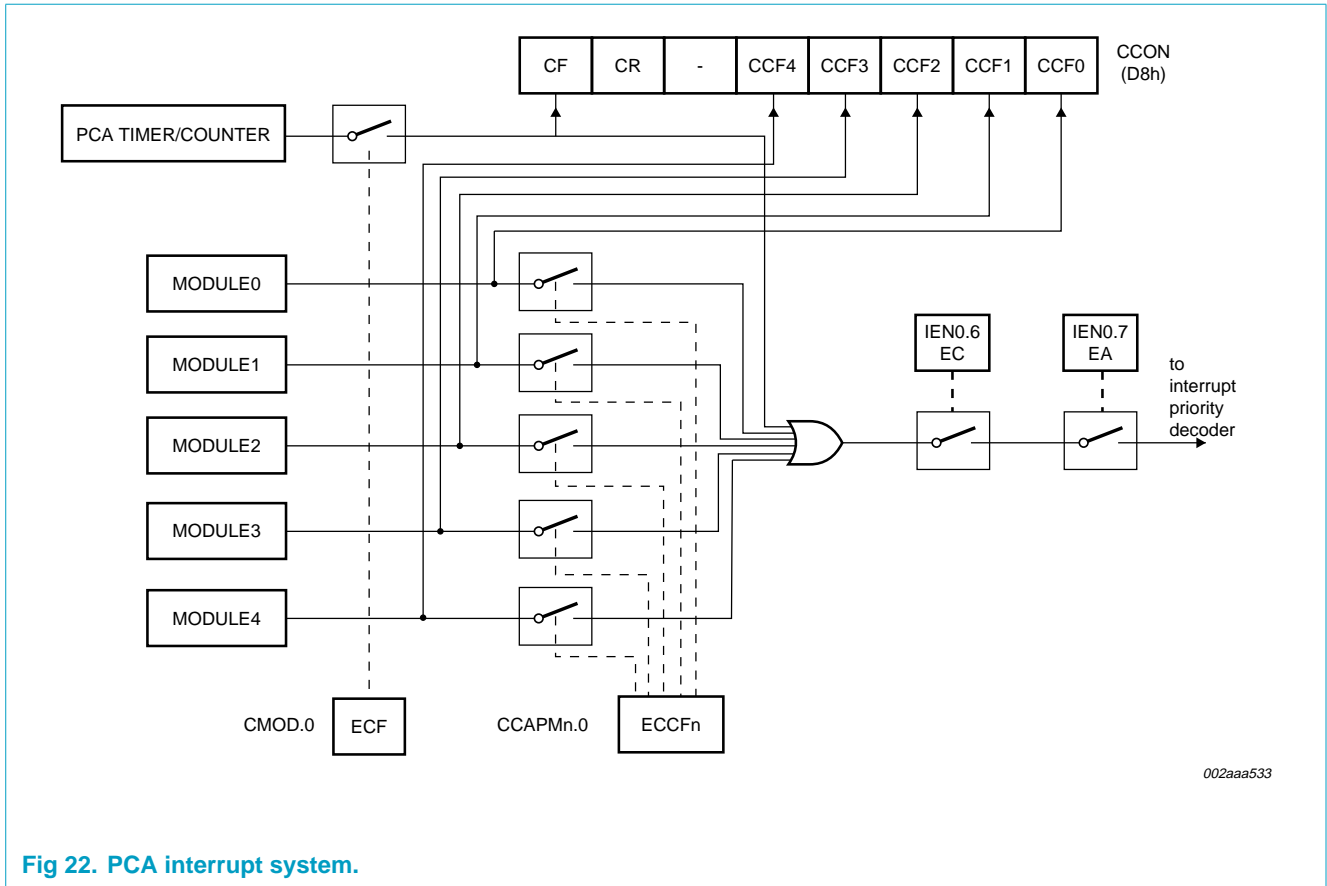 CF CR - CCF4 CCF3 CCF2 CCF1 CCF0
CCON
(D8h)
PCA TIMER/COUNTER
MODULE0
MODULE1
MODULE2
MODULE3
MODULE4
IEN0.6
EC
IEN0.7
EA
to
interrupt
priority
decoder
CMOD.0 ECF
CCAPMn.0 ECCFn
002aaa533
Fig 22. PCA interrupt system.